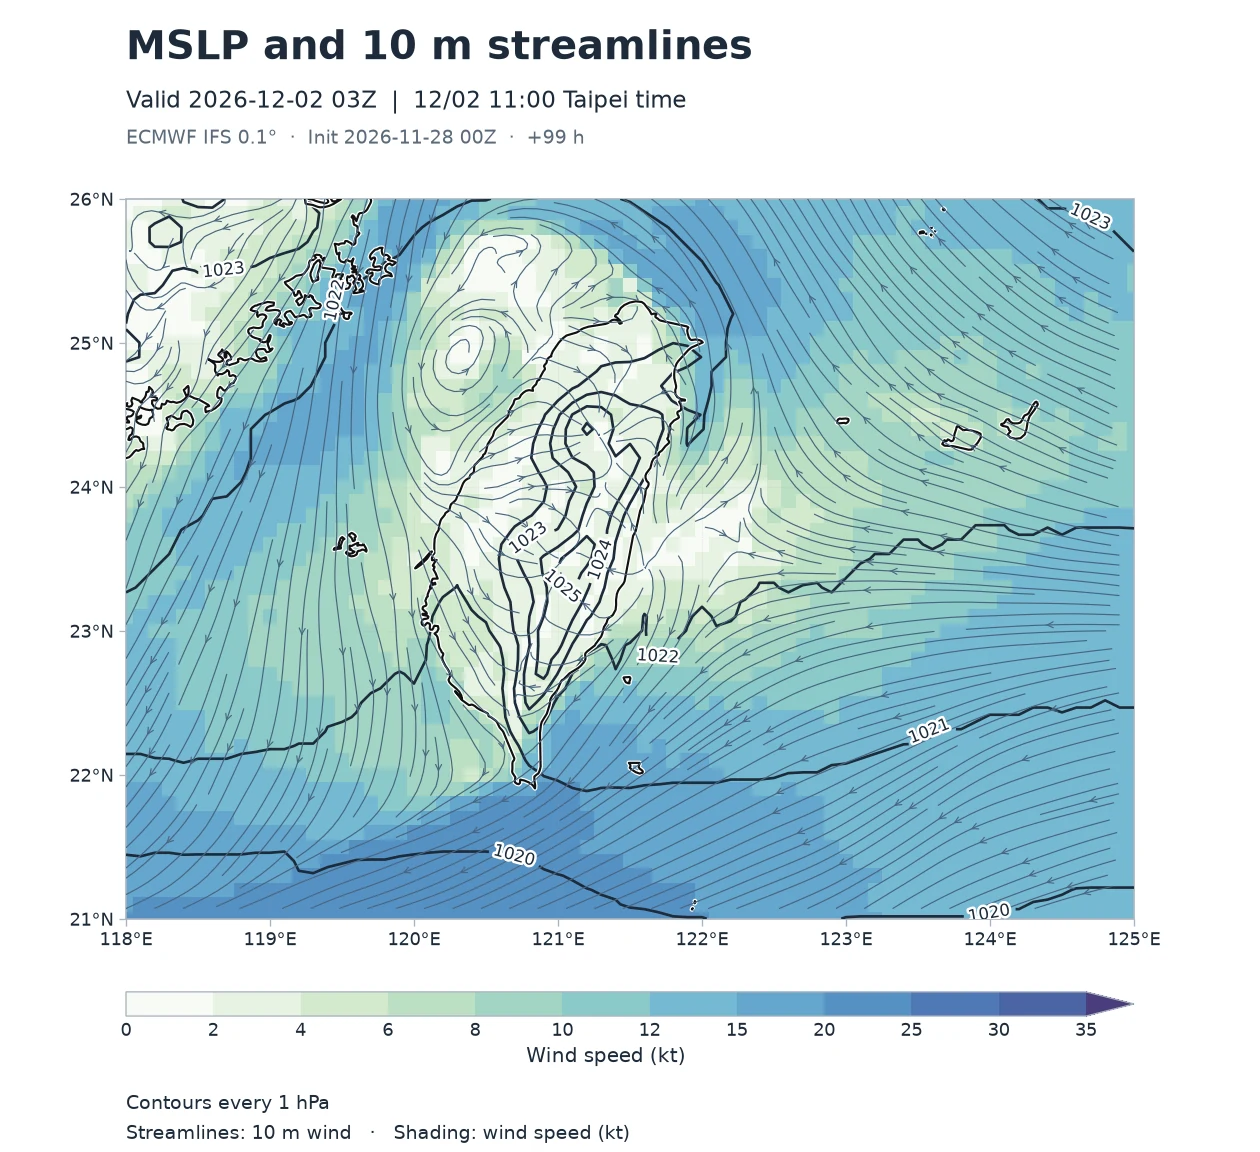 MSLP and 10 m streamlines
Valid 2026-12-02 03Z | 12/02 11:00 Taipei time
ECMWF IFS 0.1° · Init 2026-11-28 00Z · +99 h
26°N
25°N
24°N
23°N
22°N
21°N
1023
1023
1022
1023
1024
1025
1022
1021
1020
1020
118°E 119°E 120°E 121°E 122°E 123°E 124°E 125°E
0 2 4 6 8 10 12 15 20 25 30 35
Wind speed (kt)
Contours every 1 hPa
Streamlines: 10 m wind · Shading: wind speed (kt)